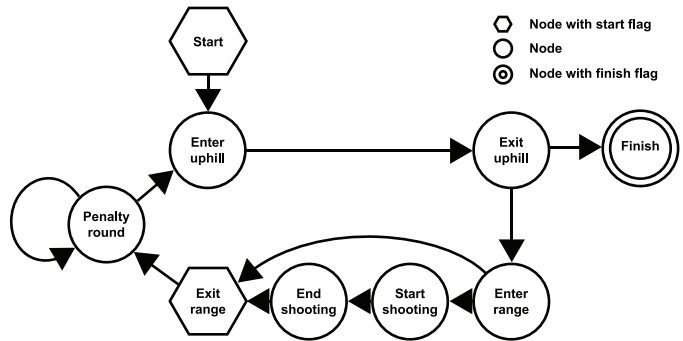 Start
Node with start flag
Node
Node with finish flag
Enter
uphill
Exit
uphill
Finish
Penalty
round
Exit
range
End
shooting
Start
shooting
Enter
range